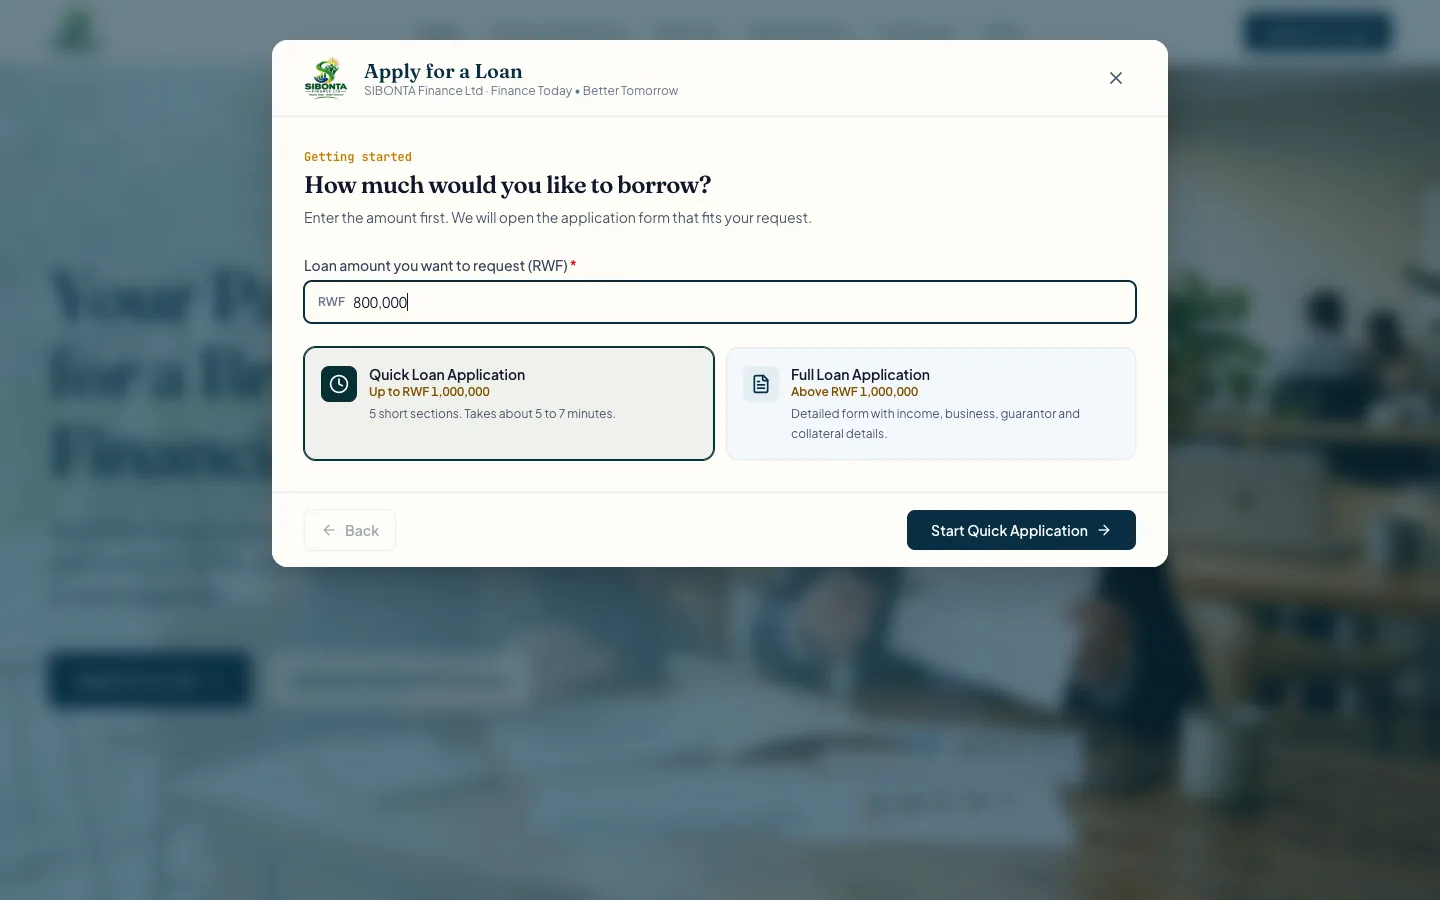 SIBONTA
Apply for a Loan
SIBONTA Finance Ltd · Finance Today • Better Tomorrow
Getting started
How much would you like to borrow?
Enter the amount first. We will open the application form that fits your request.
Loan amount you want to request (RWF) *
RWF 800,000
Quick Loan Application
Up to RWF 1,000,000
5 short sections. Takes about 5 to 7 minutes.
Full Loan Application
Above RWF 1,000,000
Detailed form with income, business, guarantor and
collateral details.
Back
Start Quick Application